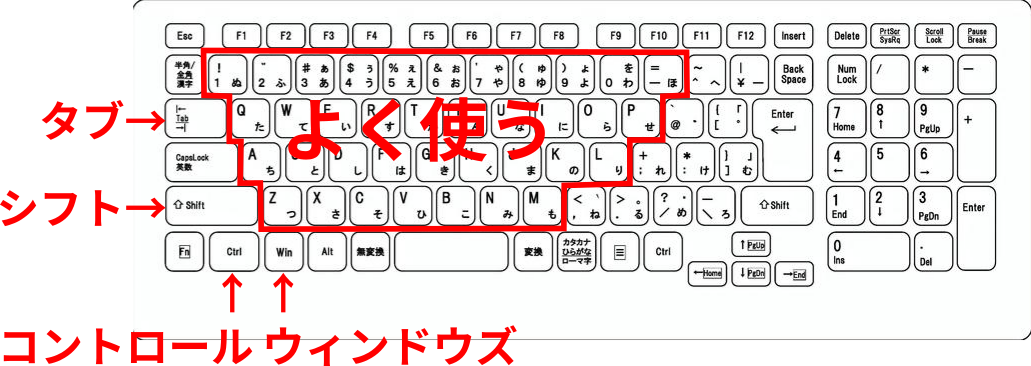 Esc F1 F2 F3 F4 F5 F6 F7 F8 F9 F10 F11 F12 Insert Delete PrtScr SysRq Scroll Lock Pause Break
半角/全角 漢字 ! 1 ぬ " 2 ふ # ぁ 3 あ $ ぅ 4 う % ぇ 5 え & ぉ 6 お ' ゃ 7 や ( ゅ 8 ゆ ) ょ 9 よ を 0 わ = - ほ ~ ^ へ | ¥ ー Back Space Num Lock / * -
タブ→ Tab Q た W て E い R す T U な I に O ら P せ ` @ ゛ { 「 [ ゜ Enter 7 Home 8 ↑ 9 PgUp +
よく使う
CapsLock 英数 A ち と D し F は G き く ま K の L り + ; れ * : け } 」 ] む 4 ← 5 6 →
シフト→ ⇧Shift Z つ X さ C そ V ひ B こ N み M も < 、 , ね > 。 . る ? ・ / め _ \ ろ ⇧Shift 1 End 2 ↓ 3 PgDn Enter
Fn Ctrl Win Alt 無変換 変換 カタカナ ひらがな ローマ字 Ctrl ↑PgUp 0 Ins . Del
←Home ↓PgDn →End
↑ ↑
コントロール ウィンドウズ